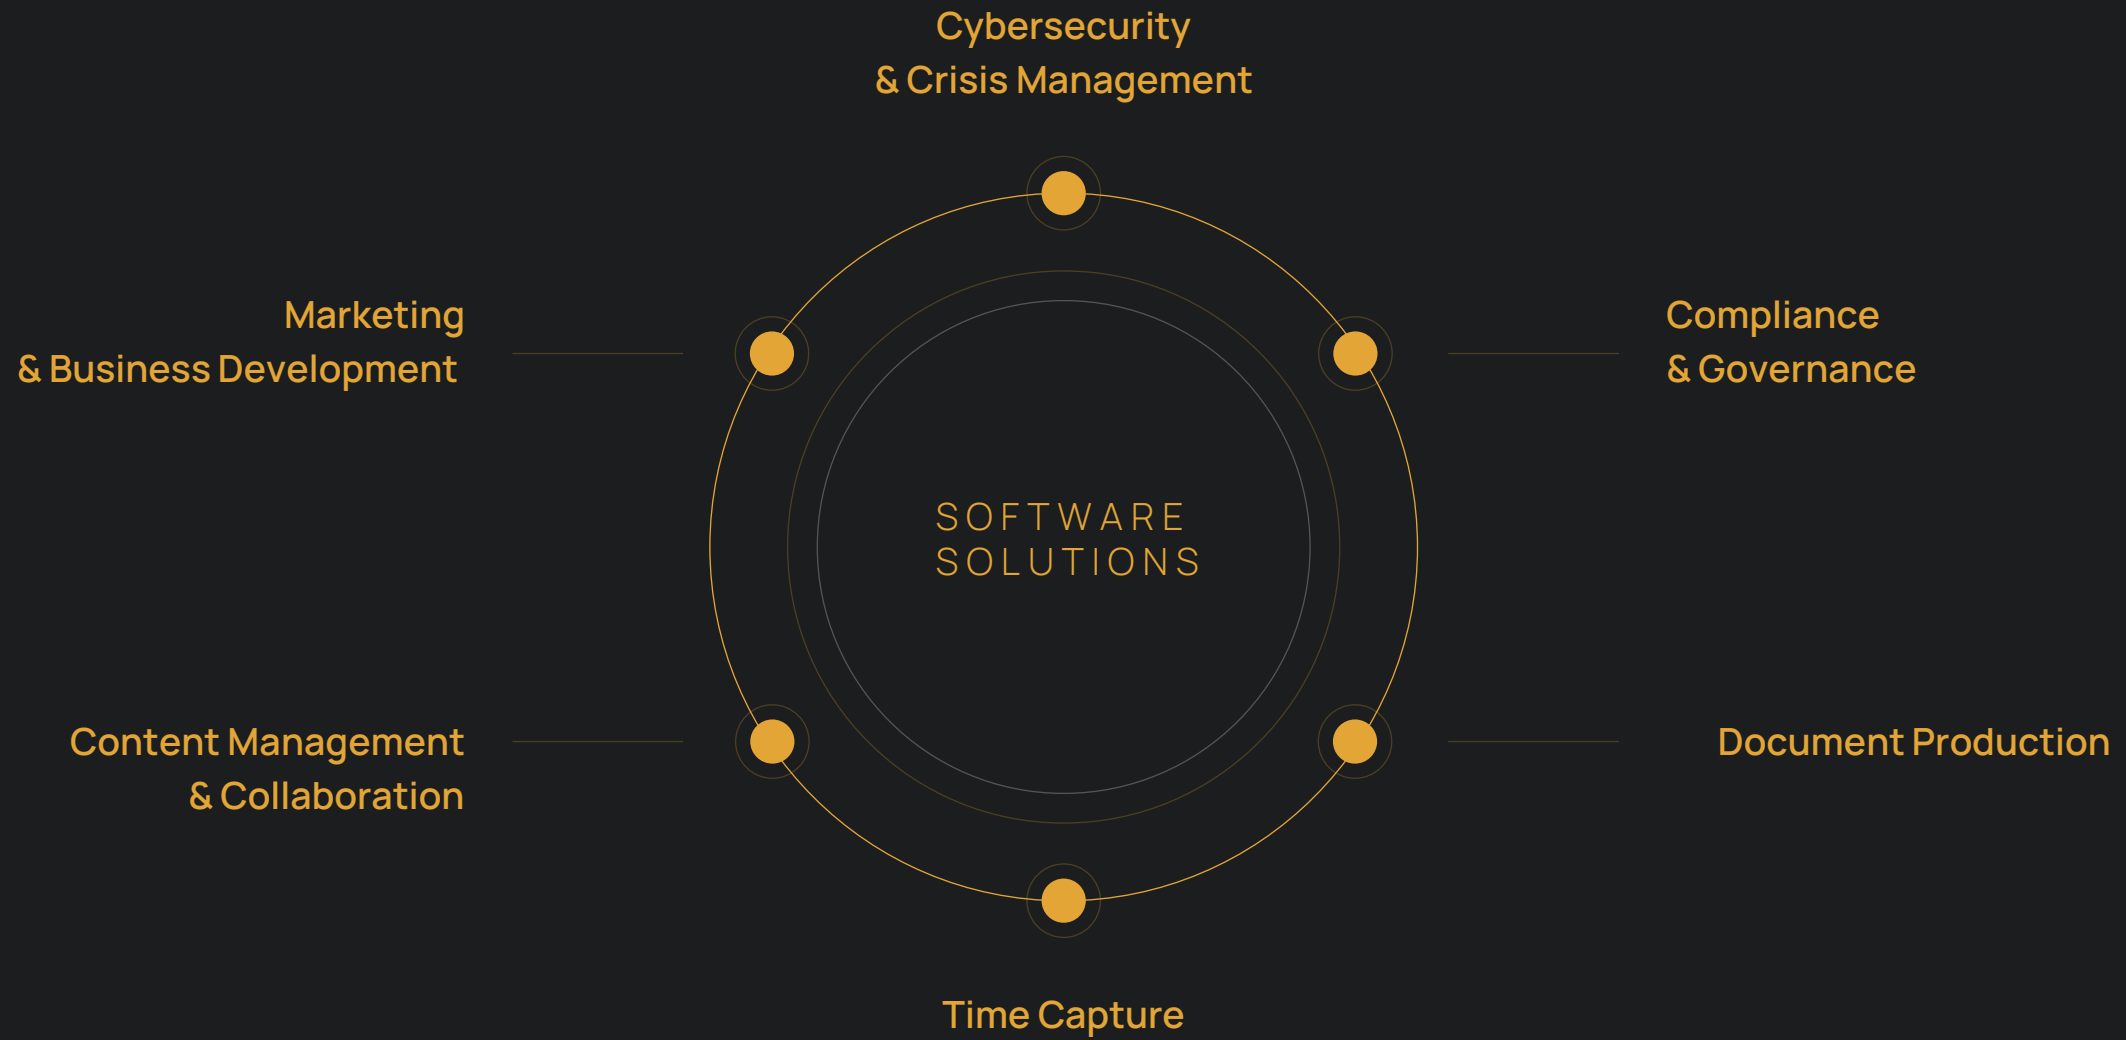 Cybersecurity
& Crisis Management
Marketing
& Business Development
Compliance
& Governance
SOFTWARE
SOLUTIONS
Content Management
& Collaboration
Document Production
Time Capture